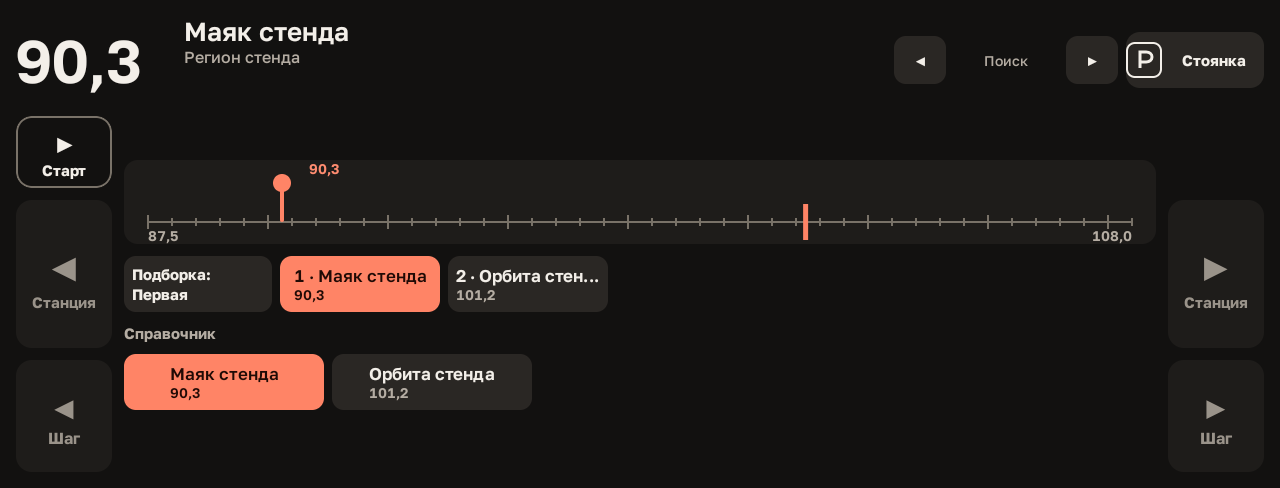 90,3
Маяк стенда
Регион стенда
◄ Поиск ►
P Стоянка
▶
Старт
90,3
87,5
108,0
◀
Станция
▶
Станция
Подборка:
Первая
1 · Маяк стенда
90,3
2 · Орбита стен...
101,2
Справочник
Маяк стенда
90,3
Орбита стенда
101,2
◀
Шаг
▶
Шаг